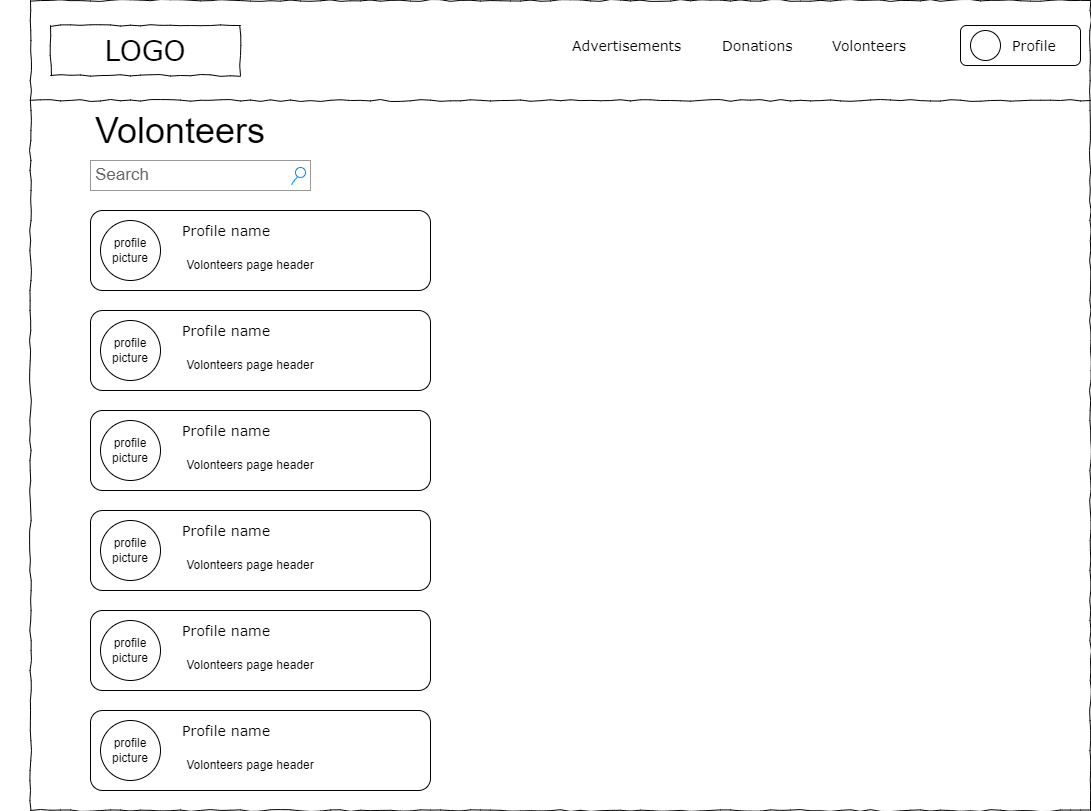 LOGO
Advertisements
Donations
Volonteers
Profile
Volonteers
Search
profile
picture
Profile name
Volonteers page header
profile
picture
Profile name
Volonteers page header
profile
picture
Profile name
Volonteers page header
profile
picture
Profile name
Volonteers page header
profile
picture
Profile name
Volonteers page header
profile
picture
Profile name
Volonteers page header